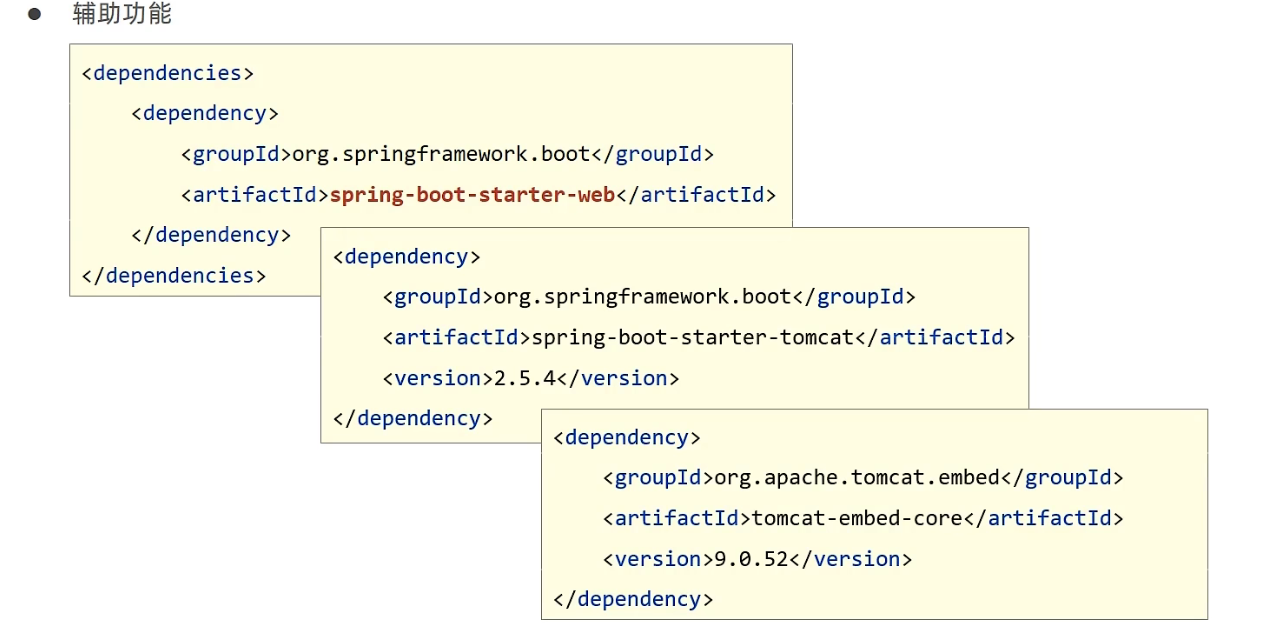 ● 辅助功能
<dependencies>
<dependency>
<groupId>org.springframework.boot</groupId>
<artifactId>spring-boot-starter-web</artifactId>
</dependency>
</dependencies>
<dependency>
<groupId>org.springframework.boot</groupId>
<artifactId>spring-boot-starter-tomcat</artifactId>
<version>2.5.4</version>
</dependency>
<dependency>
<groupId>org.apache.tomcat.embed</groupId>
<artifactId>tomcat-embed-core</artifactId>
<version>9.0.52</version>
</dependency>